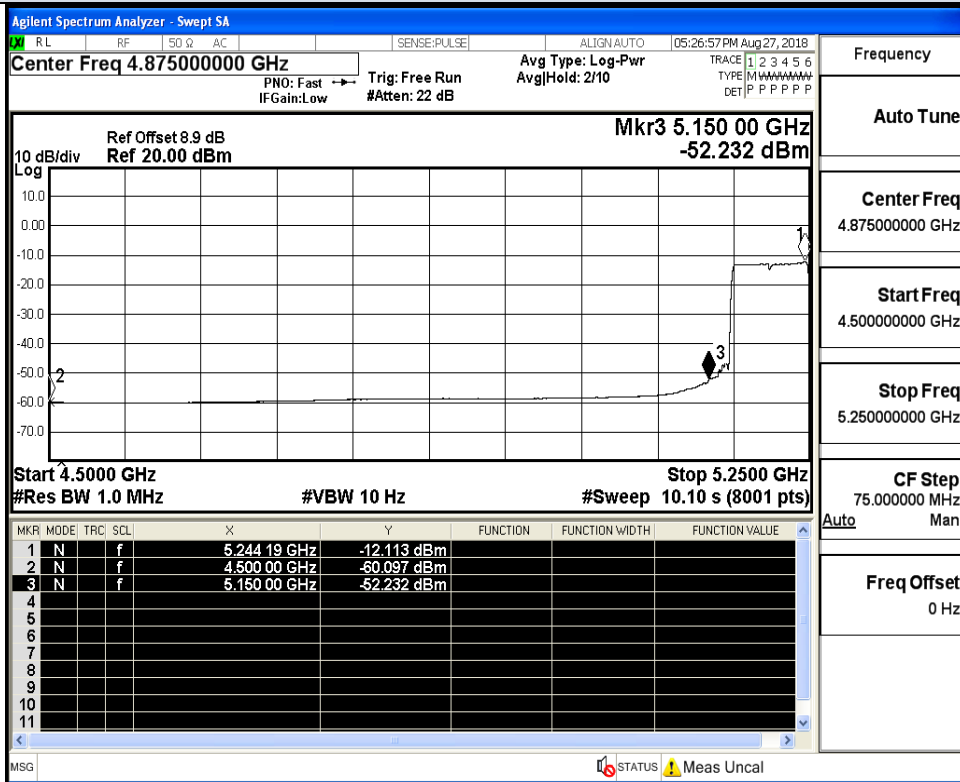 Agilent Spectrum Analyzer - Swept SA
LXI RL RF 50 Ω AC SENSE:PULSE ALIGN AUTO 05:26:57 PM Aug 27, 2018
Center Freq 4.875000000 GHz
PNO: Fast
IFGain:Low
Trig: Free Run
#Atten: 22 dB
Avg Type: Log-Pwr
Avg|Hold: 2/10
TRACE 1 2 3 4 5 6
TYPE M WWWWW
DET P P P P P P
Ref Offset 8.9 dB
10 dB/div Ref 20.00 dBm
Log
Mkr3 5.150 00 GHz
-52.232 dBm
10.0
0.00
-10.0
-20.0
-30.0
-40.0
-50.0
-60.0
-70.0
1
2
3
Start 4.5000 GHz Stop 5.2500 GHz
#Res BW 1.0 MHz #VBW 10 Hz #Sweep 10.10 s (8001 pts)
MKR MODE TRC SCL X Y FUNCTION FUNCTION WIDTH FUNCTION VALUE
1 N f 5.244 19 GHz -12.113 dBm
2 N f 4.500 00 GHz -60.097 dBm
3 N f 5.150 00 GHz -52.232 dBm
4
5
6
7
8
9
10
11
MSG STATUS Meas Uncal
Frequency
Auto Tune
Center Freq
4.875000000 GHz
Start Freq
4.500000000 GHz
Stop Freq
5.250000000 GHz
CF Step
75.000000 MHz
Auto Man
Freq Offset
0 Hz